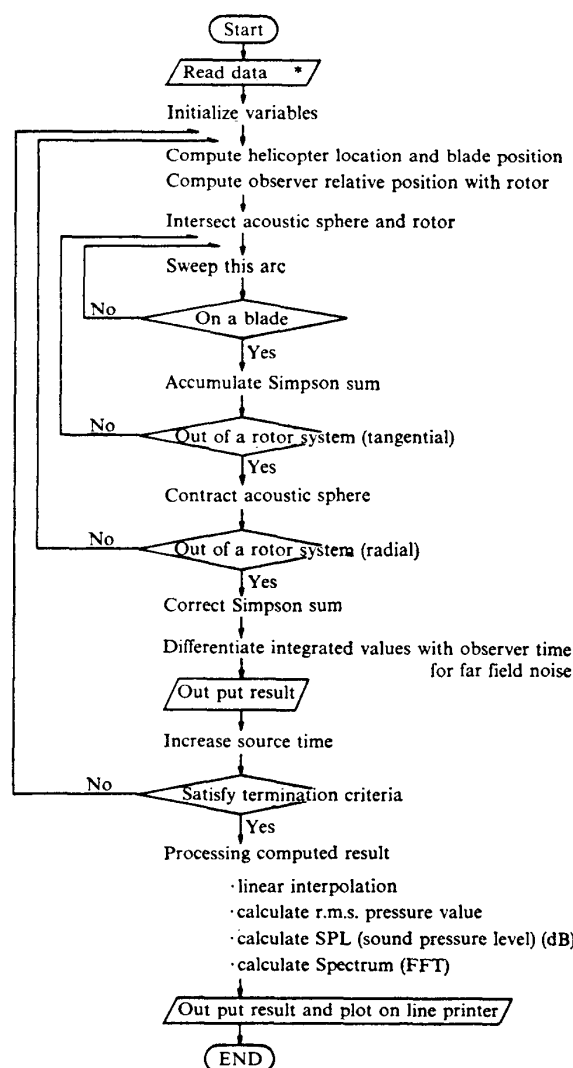 Start
Read data *
Initialize variables
Compute helicopter location and blade position
Compute observer relative position with rotor
Intersect acoustic sphere and rotor
Sweep this arc
No
On a blade
Yes
Accumulate Simpson sum
No
Out of a rotor system (tangential)
Yes
Contract acoustic sphere
No
Out of a rotor system (radial)
Yes
Correct Simpson sum
Differentiate integrated values with observer time
for far field noise
Out put result
Increase source time
No
Satisfy termination criteria
Yes
Processing computed result
·linear interpolation
·calculate r.m.s. pressure value
·calculate SPL (sound pressure level) (dB)
·calculate Spectrum (FFT)
Out put result and plot on line printer
END